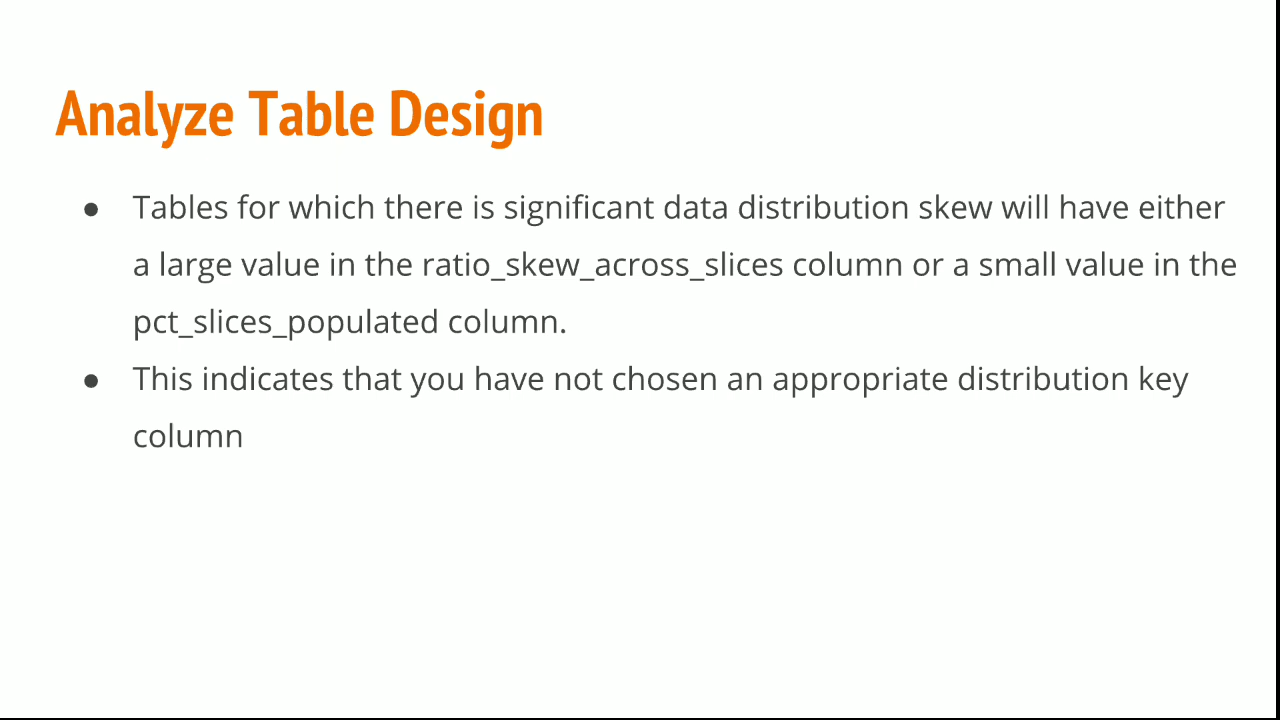 Analyze Table Design
● Tables for which there is significant data distribution skew will have either
a large value in the ratio_skew_across_slices column or a small value in the
pct_slices_populated column.
● This indicates that you have not chosen an appropriate distribution key
column